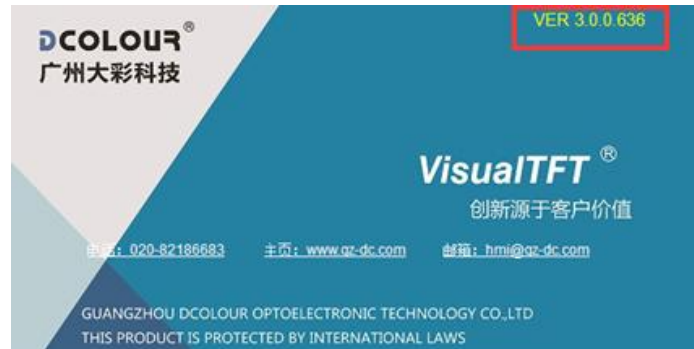 VER 3.0.0.636
DCOLOUR®
广州大彩科技
VisualTFT ®
创新源于客户价值
电话：020-82186683 主页：www.gz-dc.com 邮箱：hmi@gz-dc.com
GUANGZHOU DCOLOUR OPTOELECTRONIC TECHNOLOGY CO.,LTD
THIS PRODUCT IS PROTECTED BY INTERNATIONAL LAWS